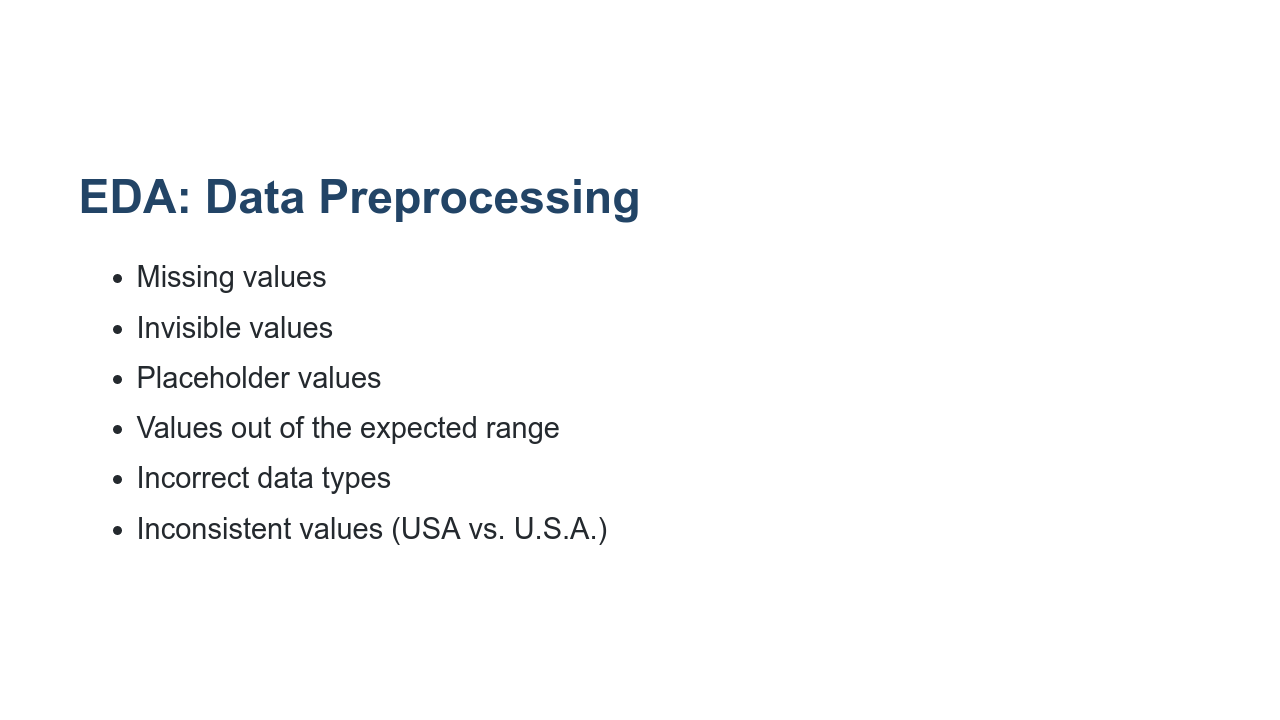 EDA: Data Preprocessing
• Missing values
• Invisible values
• Placeholder values
• Values out of the expected range
• Incorrect data types
• Inconsistent values (USA vs. U.S.A.)